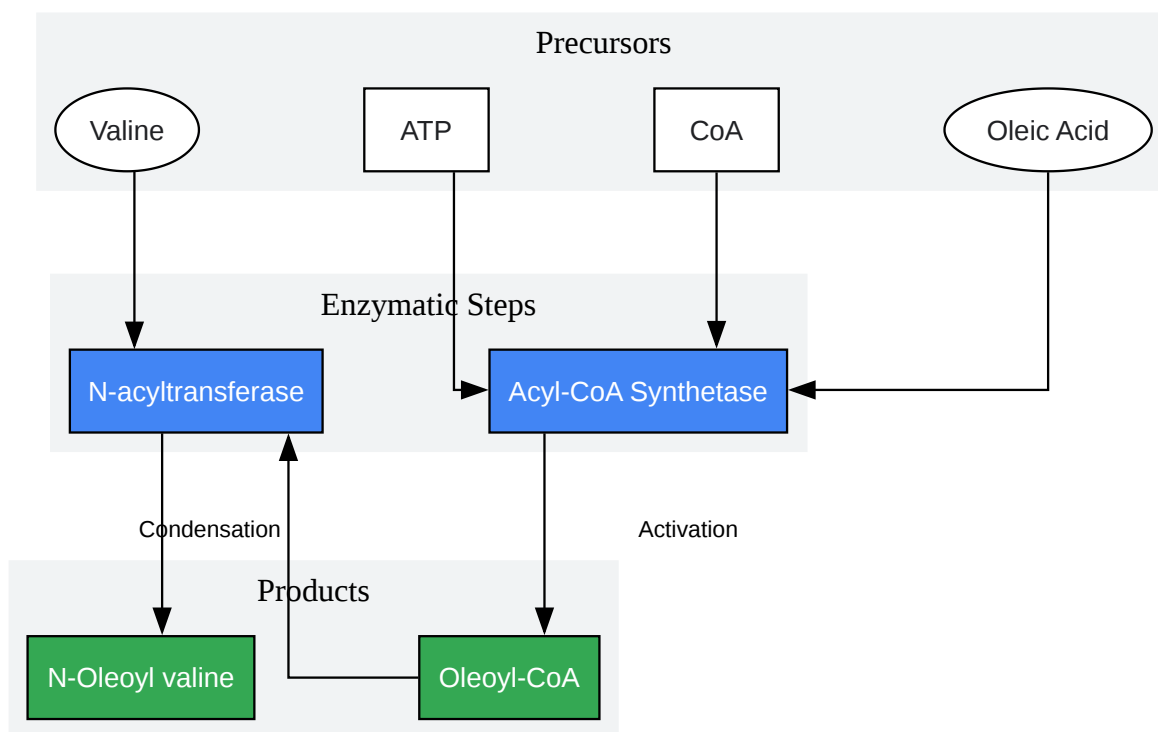 Precursors
Valine
ATP
CoA
Oleic Acid
Enzymatic Steps
N-acyltransferase
Acyl-CoA Synthetase
Condensation
Activation
Products
N-Oleoyl valine
Oleoyl-CoA